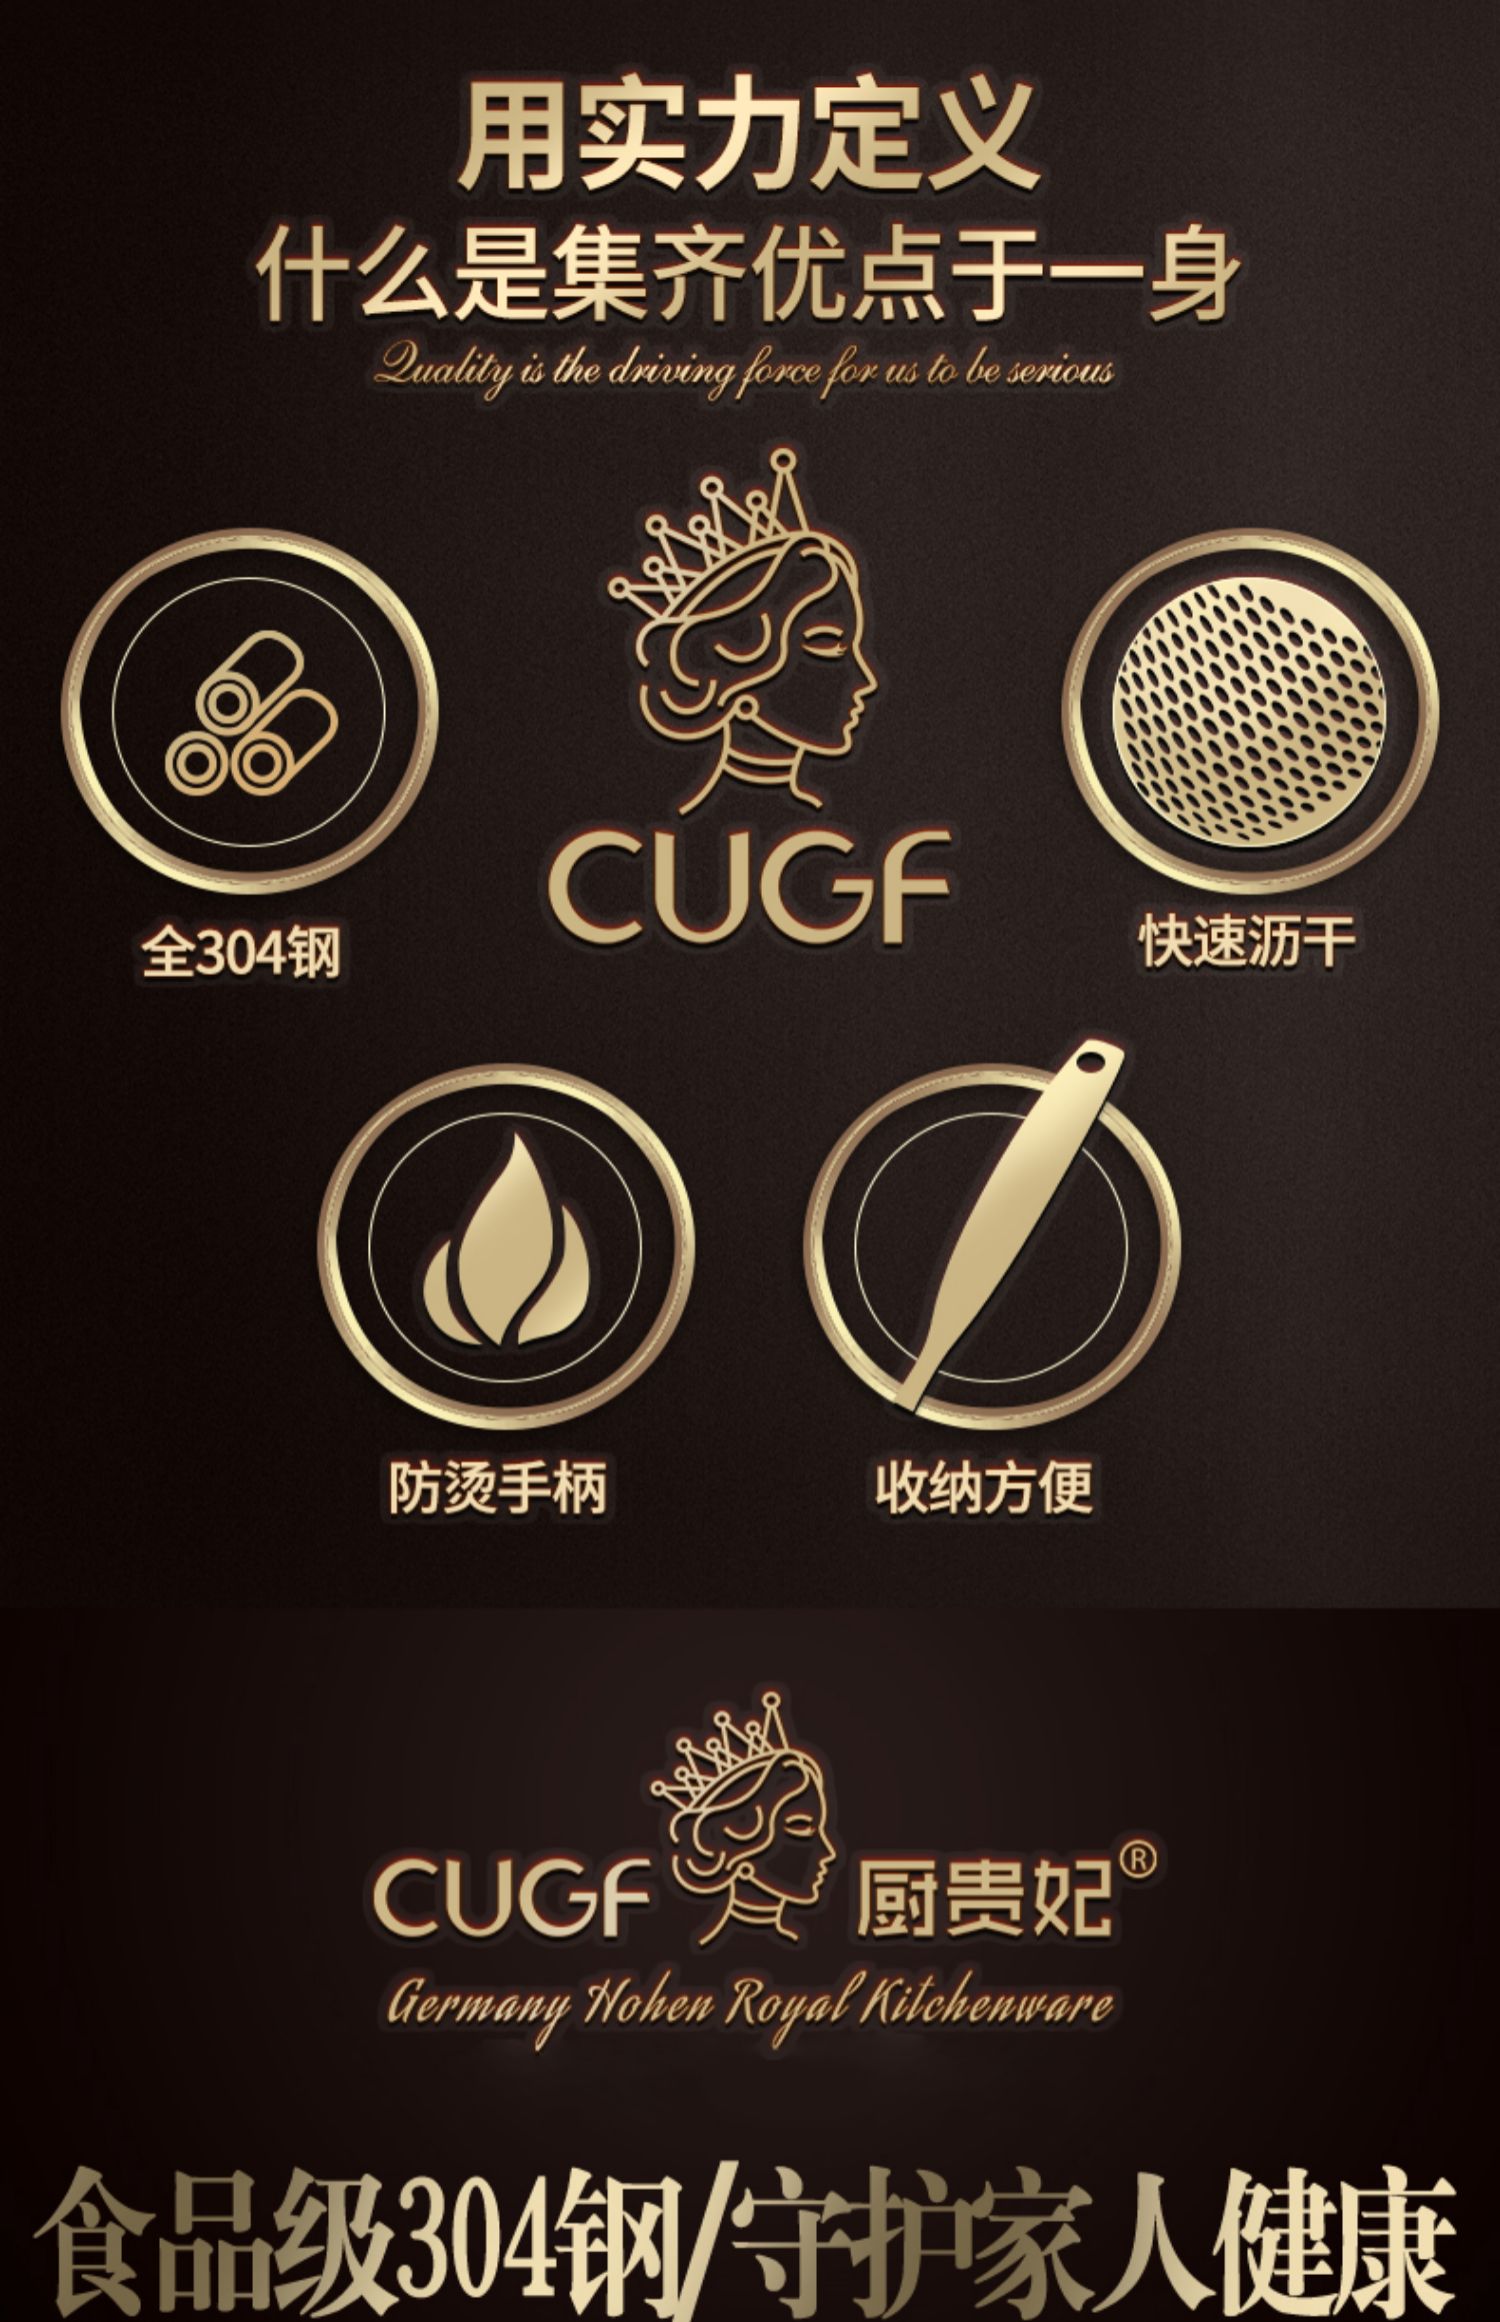 用实力定义
什么是集齐优点于一身
Quality is the driving force for us to be serious
CUGF
全304钢
快速沥干
防烫手柄
收纳方便
CUGF 厨贵妃®
Germany Hohen Royal Kitchenware
食品级304钢/守护家人健康